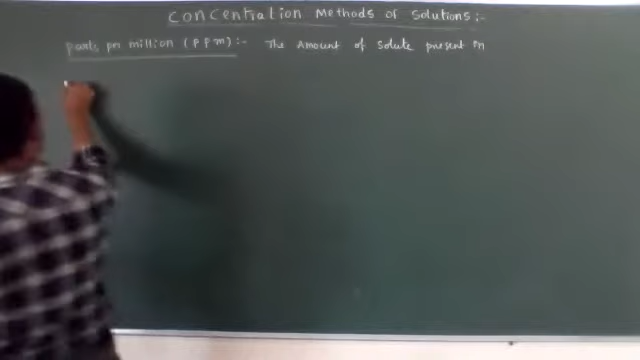 Concentration Methods of Solutions :-
parts per million (PPm) :- The Amount of solute present in